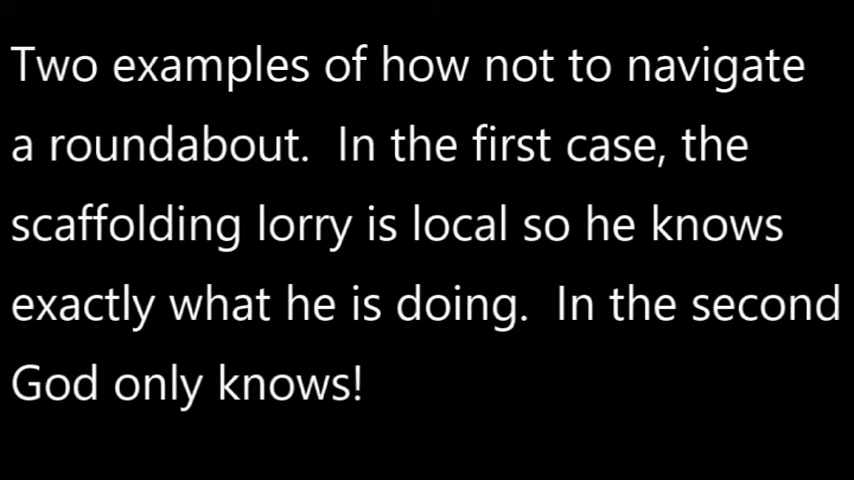 Two examples of how not to navigate
a roundabout.  In the first case, the
scaffolding lorry is local so he knows
exactly what he is doing.  In the second
God only knows!